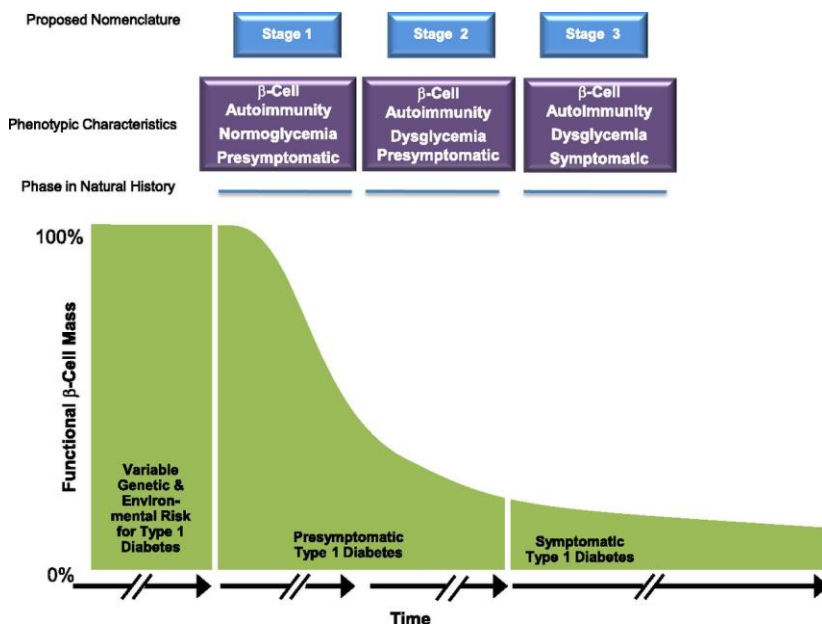 Proposed Nomenclature
Stage 1
Stage 2
Stage 3
Phenotypic Characteristics
β-Cell
Autoimmunity
Normoglycemia
Presymptomatic
β-Cell
Autoimmunity
Dysglycemia
Presymptomatic
β-Cell
Autoimmunity
Dysglycemia
Symptomatic
Phase in Natural History
100%
Functional β-Cell Mass
Variable
Genetic &
Environ-
mental Risk
for Type 1
Diabetes
Presymptomatic
Type 1 Diabetes
Symptomatic
Type 1 Diabetes
0%
Time